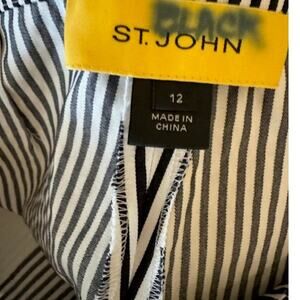 BLACK
ST. JOHN
12
MADE IN
CHINA